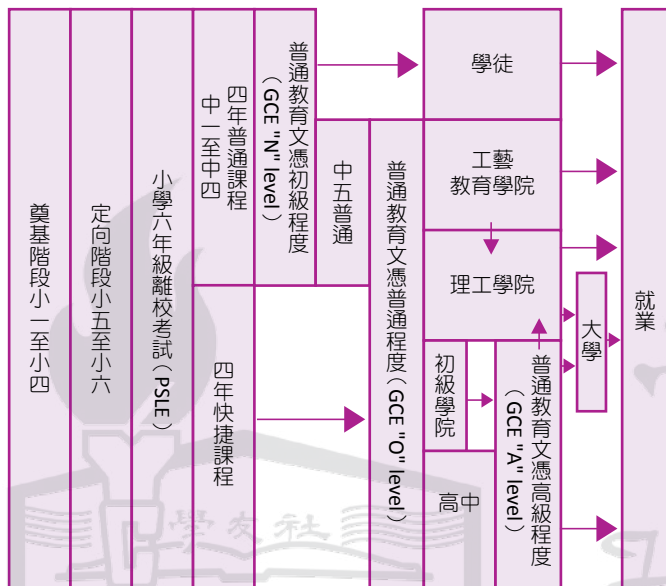 奠基階段小一至小四
定向階段小五至小六
小學六年級離校考試（PSLE）
四年普通課程
中一至中四
四年快捷課程
普通教育文憑初級程度
（GCE "N" level）
中五普通
普通教育文憑普通程度（GCE "O" level）
學徒
工藝
教育學院
理工學院
初級學院
高中
普通教育文憑高級程度
（GCE "A" level）
大學
就業
學友社